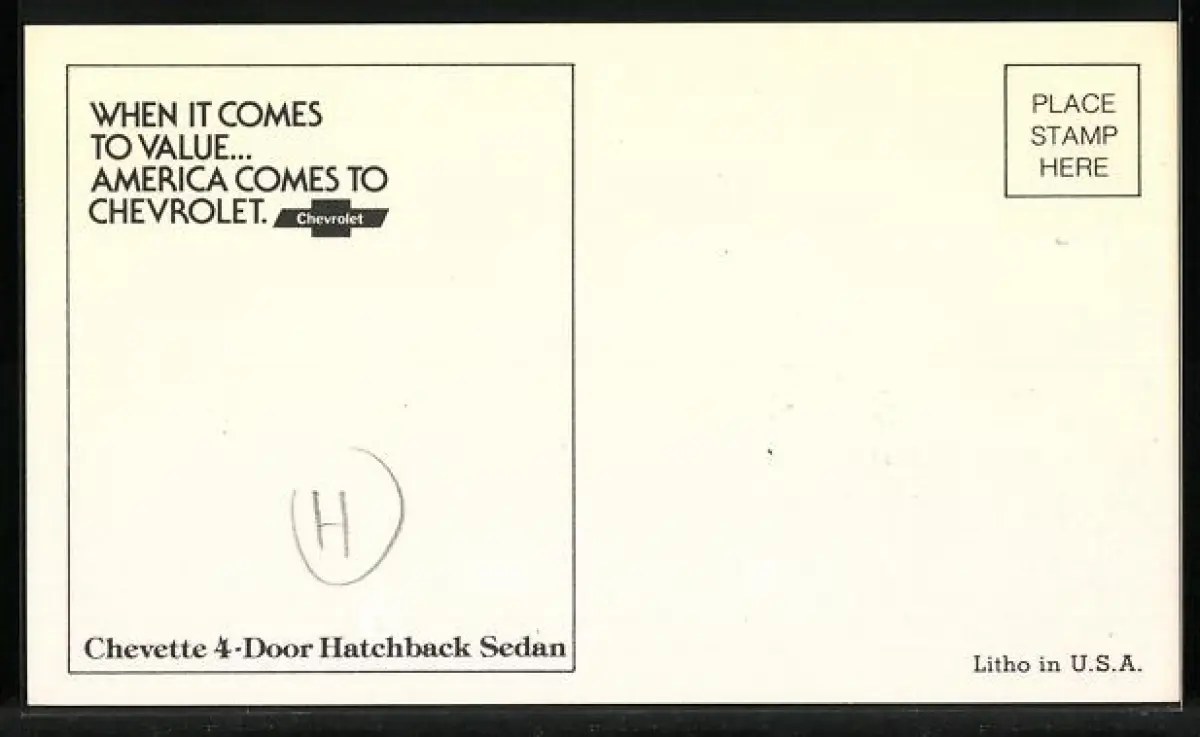 WHEN IT COMES
TO VALUE...
AMERICA COMES TO
CHEVROLET. Chevrolet
PLACE
STAMP
HERE
H
Chevette 4-Door Hatchback Sedan
Litho in U.S.A.